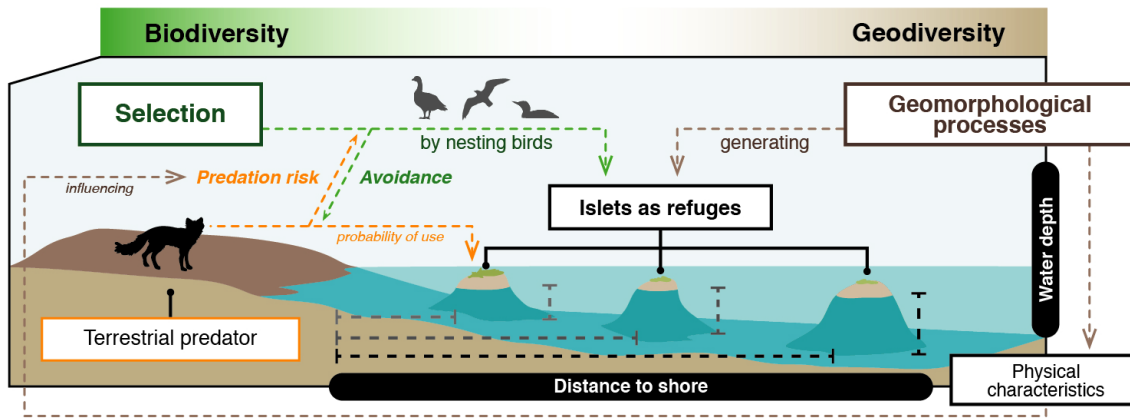 Biodiversity
Geodiversity
Selection
by nesting birds
generating
Geomorphological
processes
influencing
Predation risk
Avoidance
Islets as refuges
probability of use
Water depth
Terrestrial predator
Distance to shore
Physical
characteristics